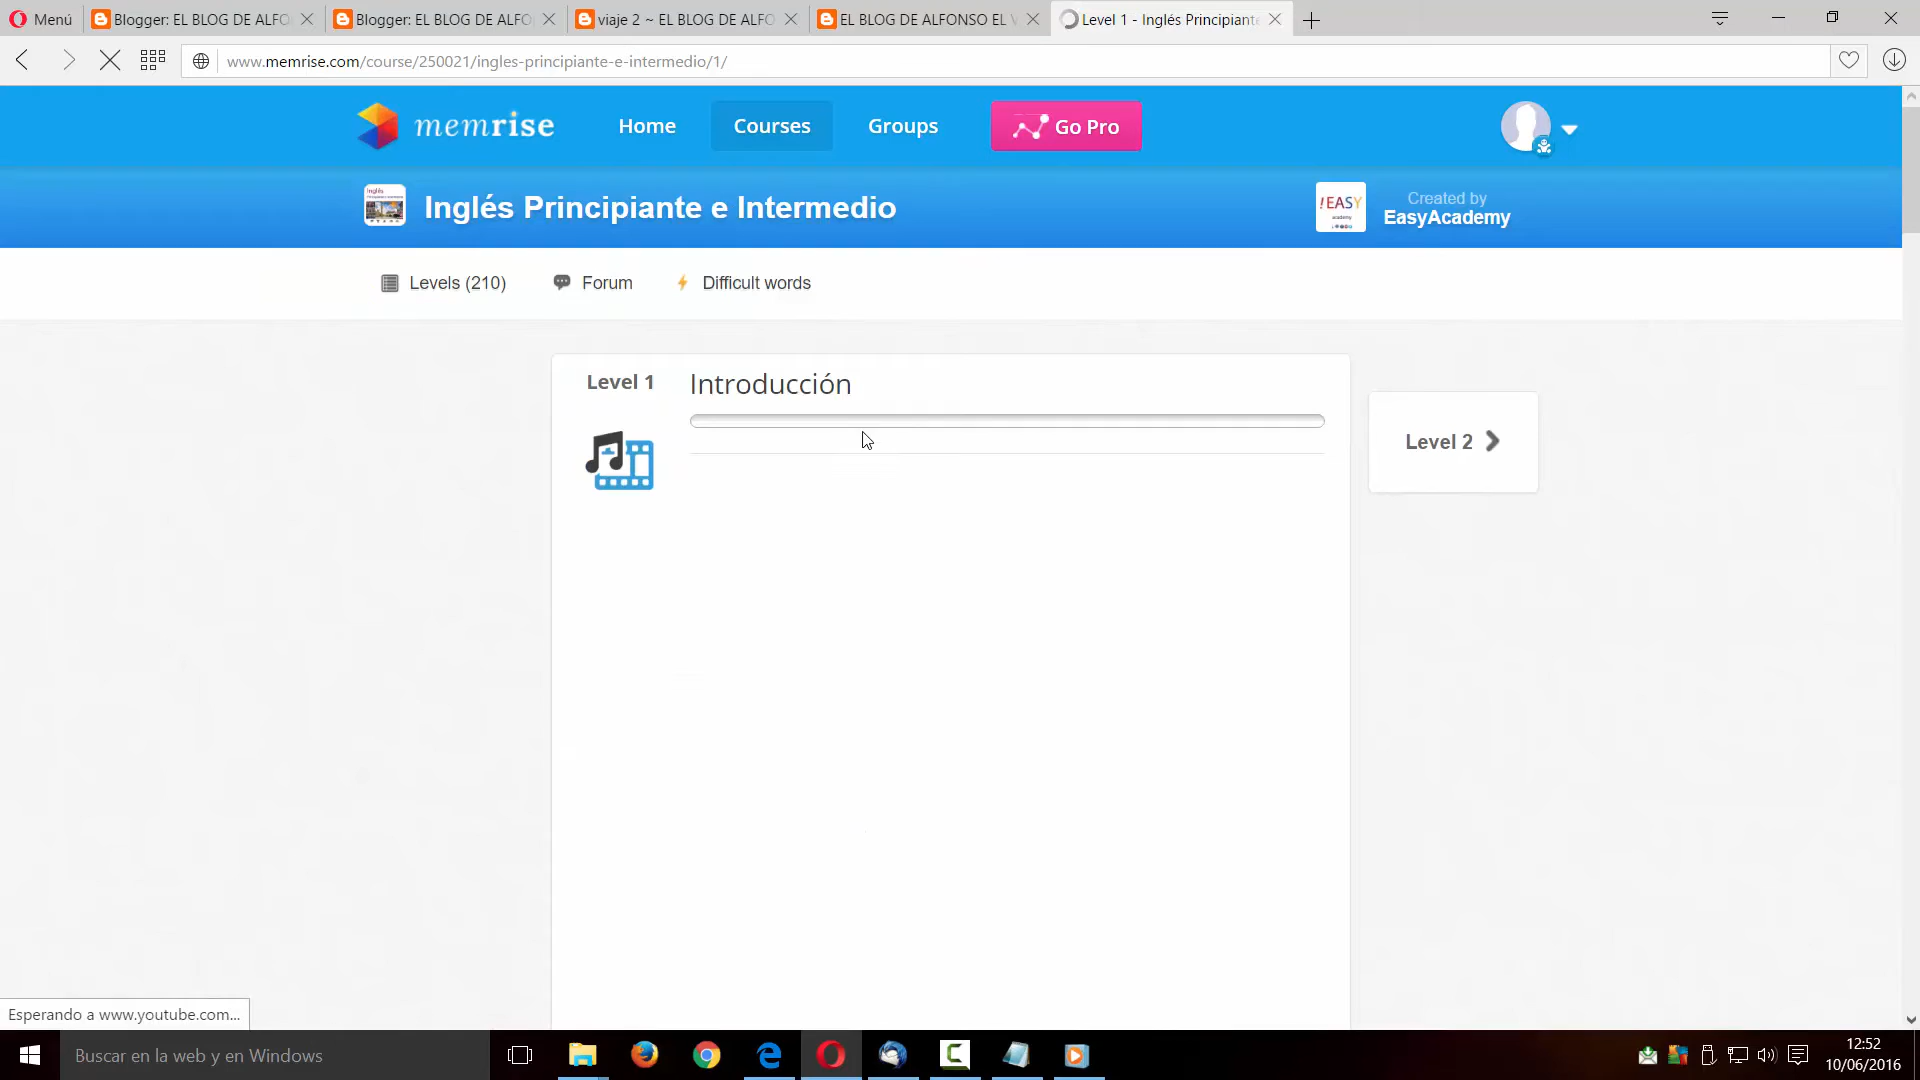 Menú
Blogger: EL BLOG DE ALFO
Blogger: EL BLOG DE ALFO
viaje 2 ~ EL BLOG DE ALFO
EL BLOG DE ALFONSO EL V
Level 1 - Inglés Principiant
www.memrise.com/course/250021/ingles-principiante-e-intermedio/1/
memrise
Home
Courses
Groups
Go Pro
Inglés Principiante e Intermedio
!EASY
academy
Created by
EasyAcademy
Levels (210)
Forum
Difficult words
Level 1
Introducción
Level 2
Esperando a www.youtube.com...
Buscar en la web y en Windows
12:52
10/06/2016